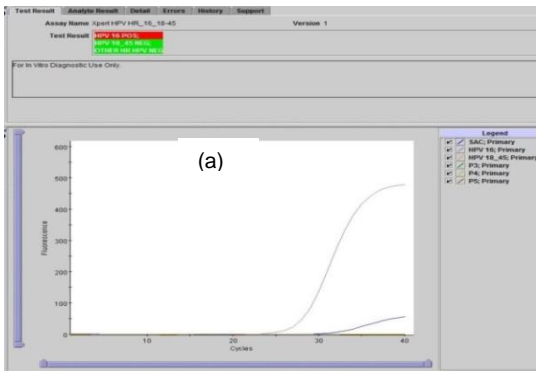 Test Result Analyte Result Detail Errors History Support
Assay Name Xpert HPV HR_16_18-45 Version 1
Test Result HPV 16 POS;
HPV 18_45 NEG;
OTHER HR HPV NEG
For In Vitro Diagnostic Use Only.
(a)
Legend
SAC; Primary
HPV 16; Primary
HPV 18_45; Primary
P3; Primary
P4; Primary
P5; Primary
600
500
400
300
200
100
0
Fluorescence
10 20 30 40
Cycles